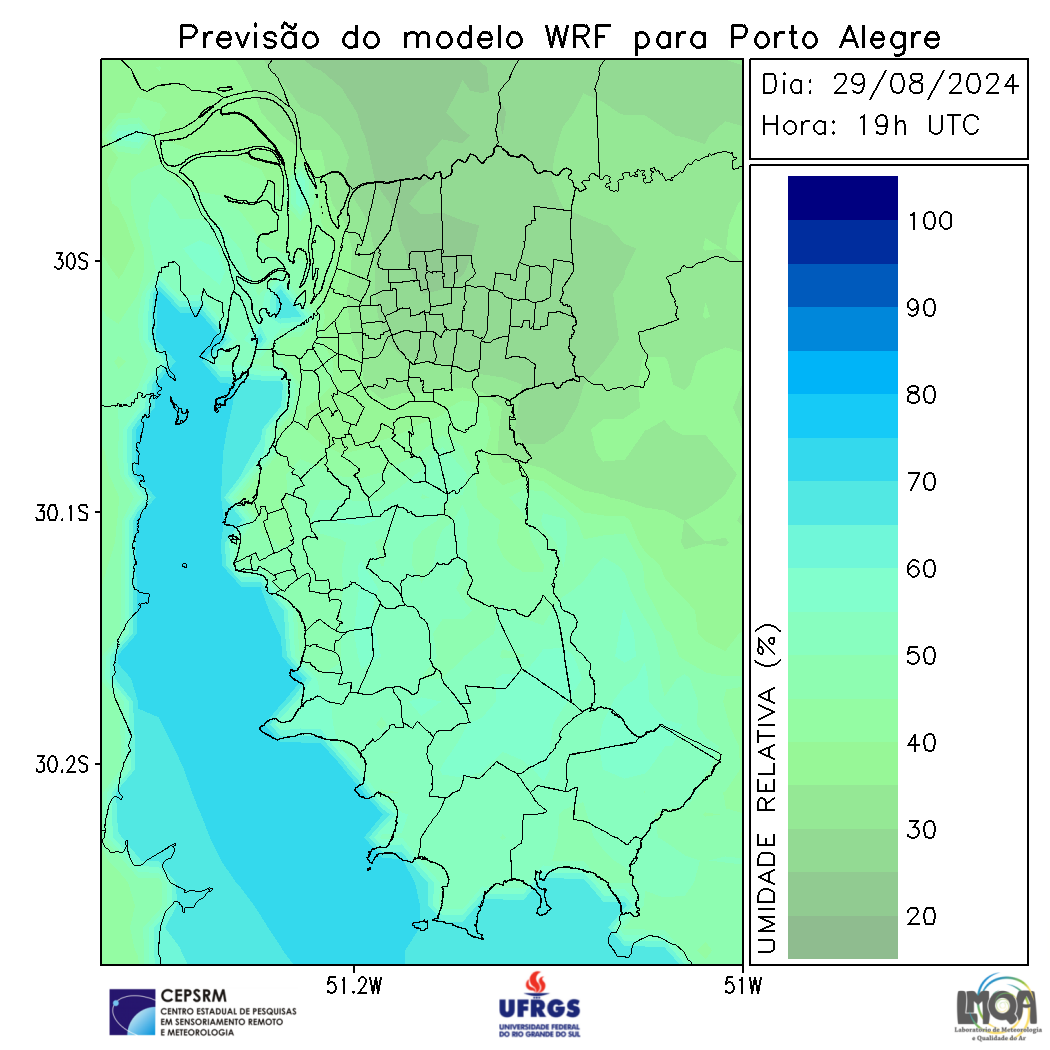 Previsão do modelo WRF para Porto Alegre
Dia: 29/08/2024
Hora: 19h UTC
30S
30.1S
30.2S
51.2W
51W
UMIDADE RELATIVA (%)
100
90
80
70
60
50
40
30
20
CEPSRM
CENTRO ESTADUAL DE PESQUISAS
EM SENSORIAMENTO REMOTO
E METEOROLOGIA
UFRGS
UNIVERSIDADE FEDERAL
DO RIO GRANDE DO SUL
LMQA
Laboratório de Meteorologia
e Qualidade do Ar